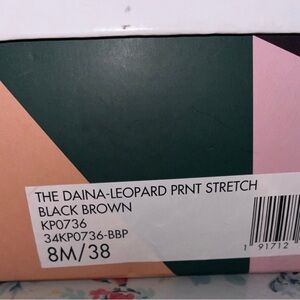 THE DAINA-LEOPARD PRNT STRETCH
BLACK BROWN
KP0736
34KP0736-BBP
8M/38
1 91712